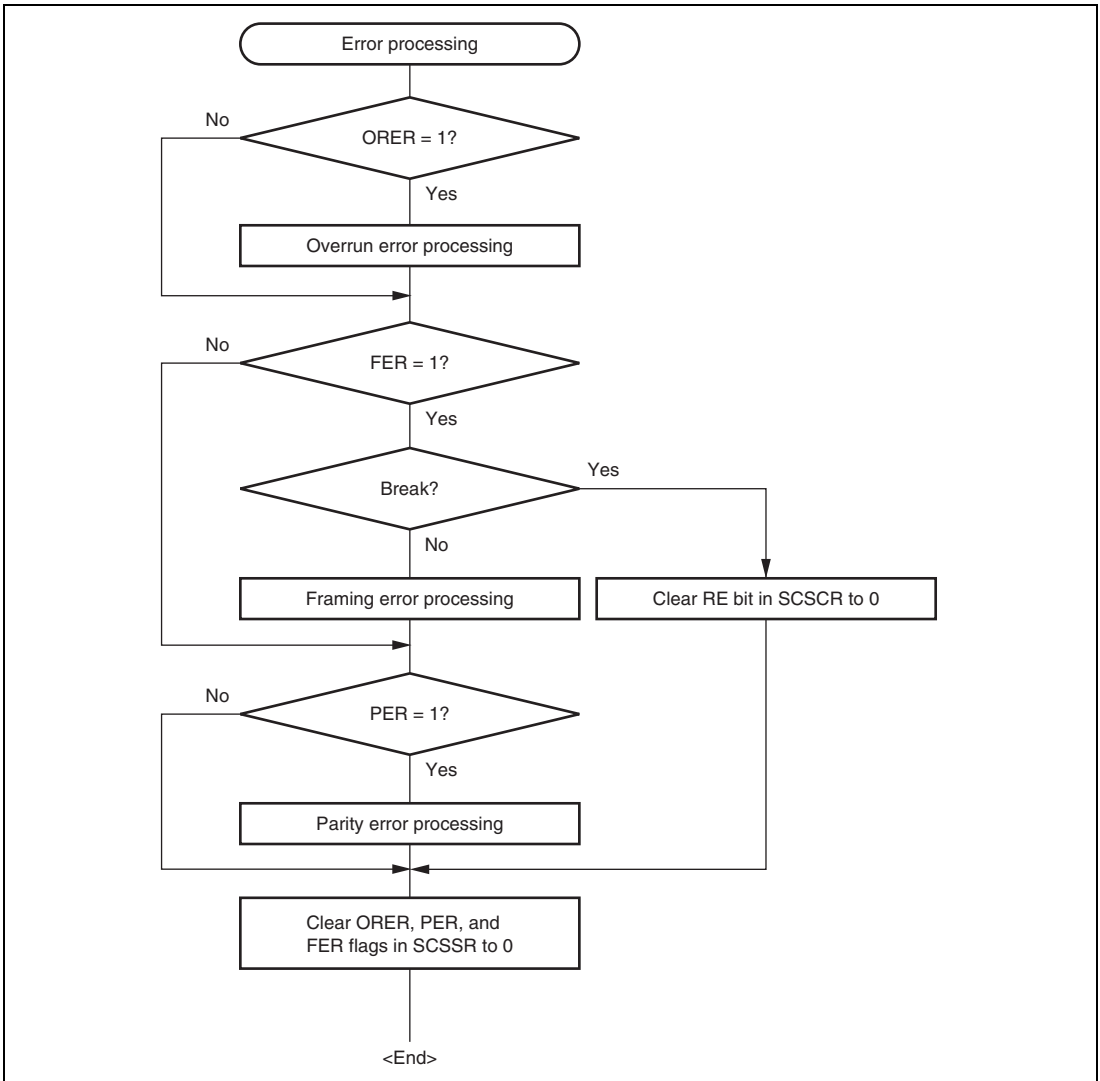 Error processing
No
ORER = 1?
Yes
Overrun error processing
No
FER = 1?
Yes
Yes
Break?
No
Framing error processing
Clear RE bit in SCSCR to 0
No
PER = 1?
Yes
Parity error processing
Clear ORER, PER, and
FER flags in SCSSR to 0
<End>